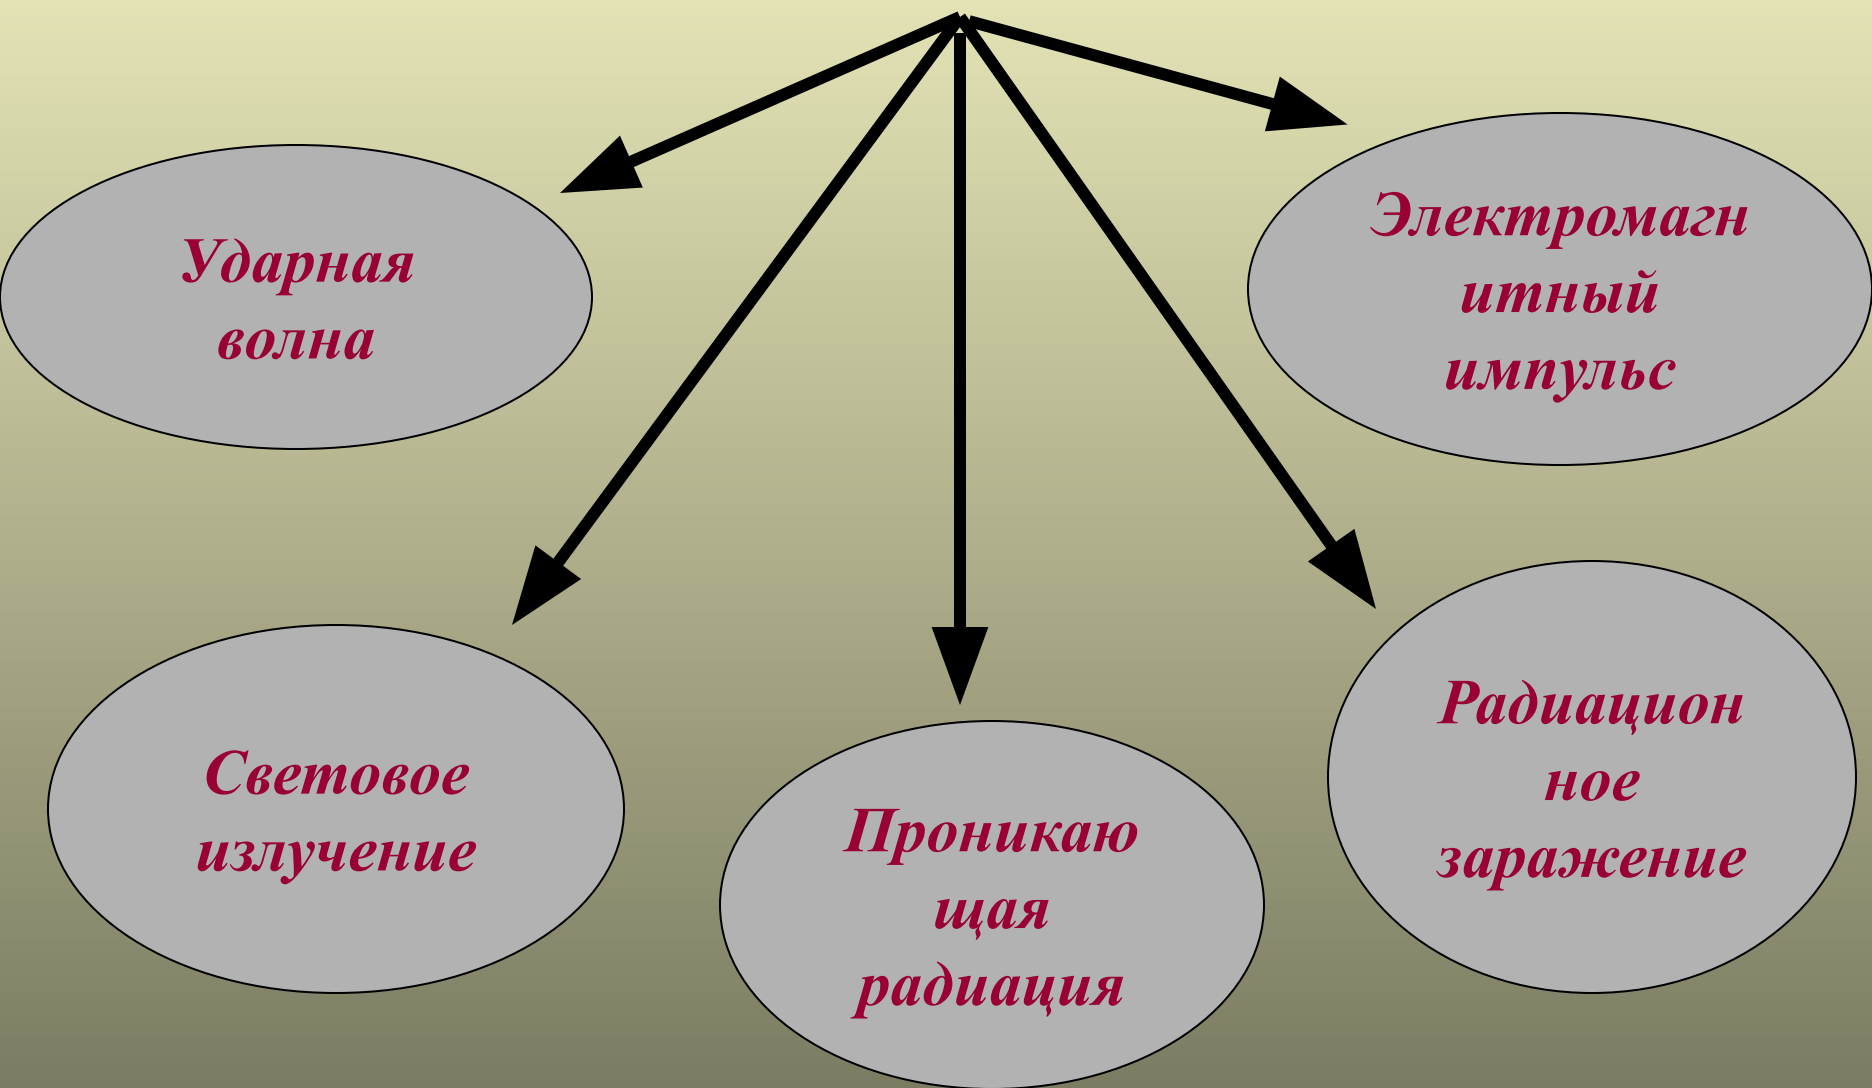 Ударная
волна
Электромагн
итный
импульс
Световое
излучение
Проникаю
щая
радиация
Радиацион
ное
заражение